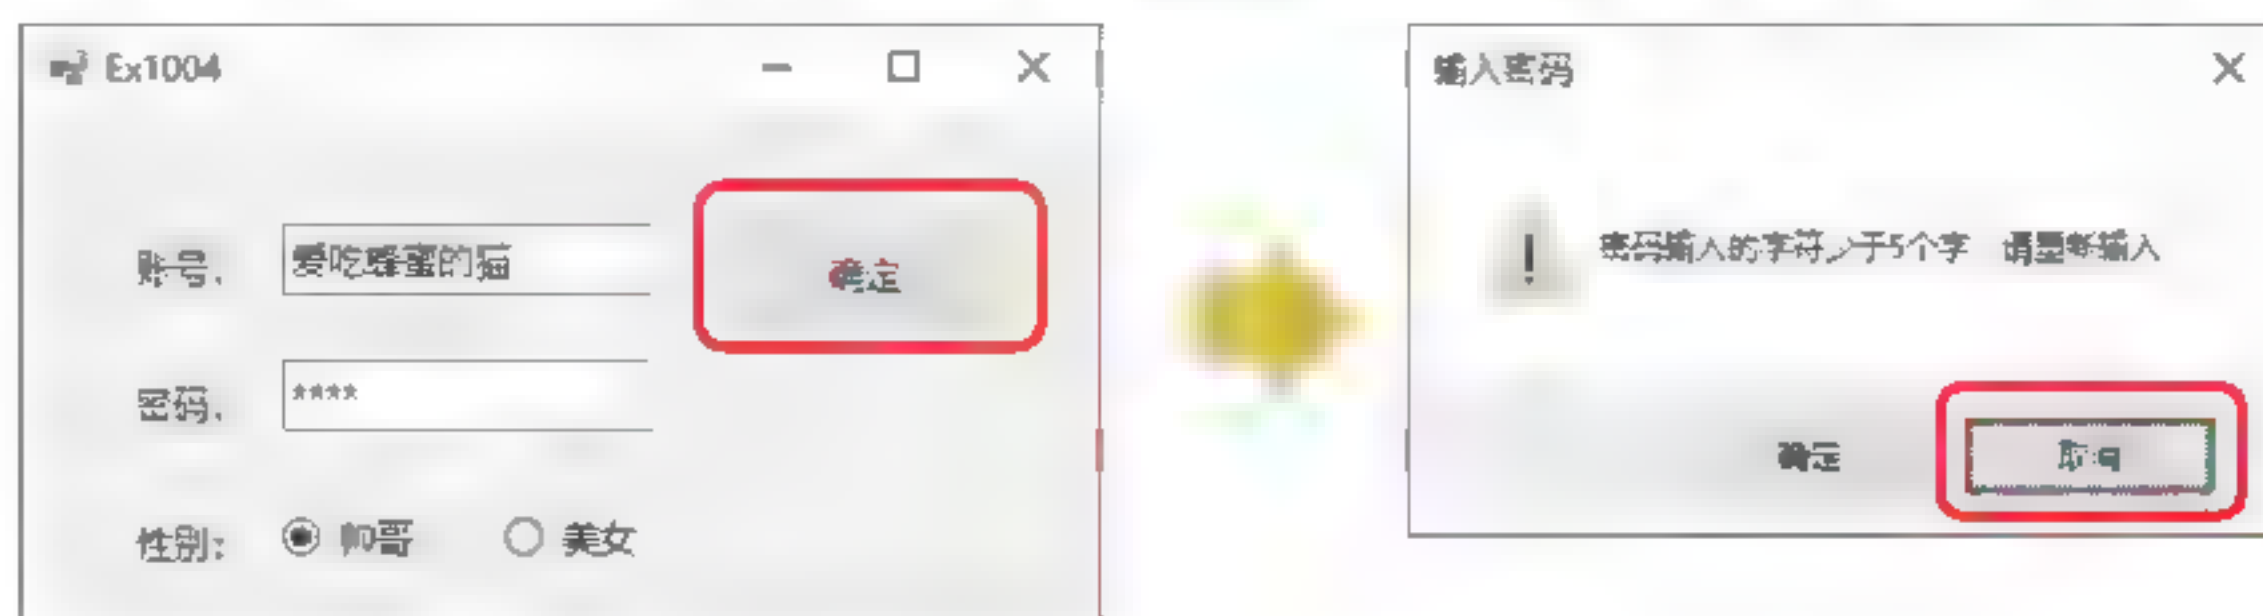 Ex1004
账号:
爱吃蜂蜜的猫
确定
密码:
****
性别:
帅哥
美女
输入密码
密码输入的字符少于5个字 请重新输入
确定
取消